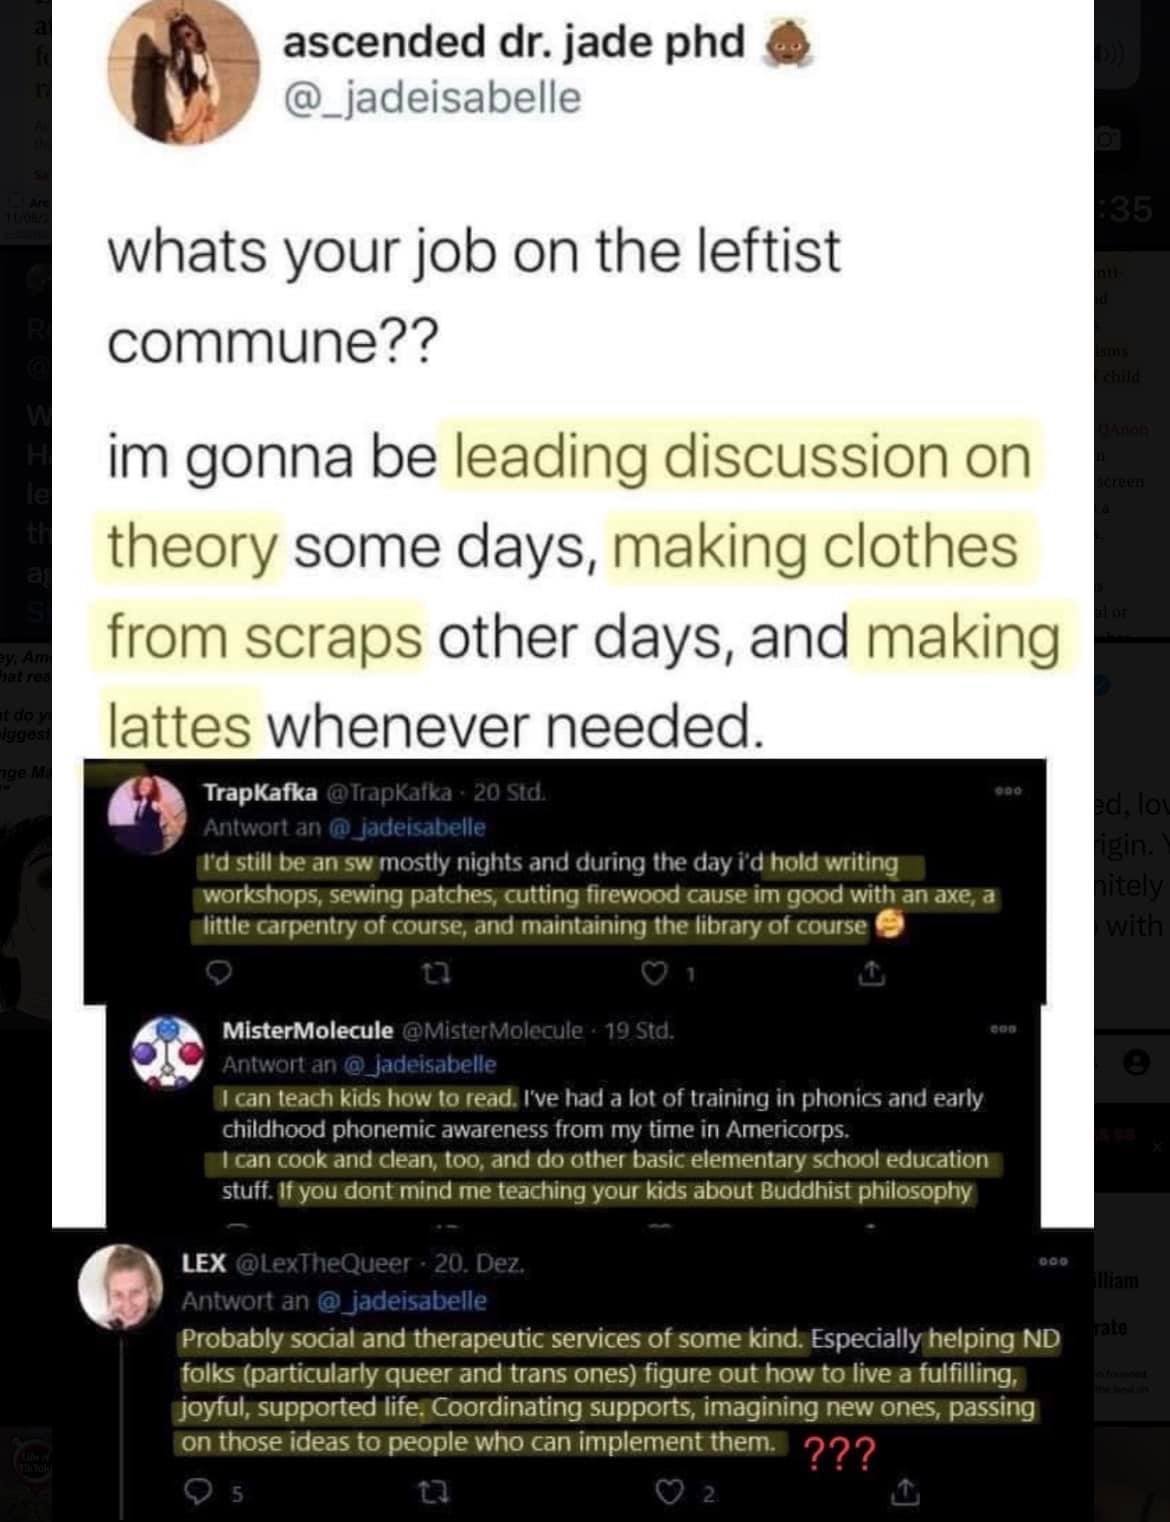 ascended dr. jade phd 👼🏾
@_jadeisabelle
whats your job on the leftist
commune??
im gonna be leading discussion on
theory some days, making clothes
from scraps other days, and making
lattes whenever needed.
TrapKafka @TrapKafka · 20 Std.
Antwort an @_jadeisabelle
I'd still be an sw mostly nights and during the day i'd hold writing
workshops, sewing patches, cutting firewood cause im good with an axe, a
little carpentry of course, and maintaining the library of course 🥰
1
MisterMolecule @MisterMolecule · 19 Std.
Antwort an @_jadeisabelle
I can teach kids how to read. I've had a lot of training in phonics and early
childhood phonemic awareness from my time in Americorps.
I can cook and clean, too, and do other basic elementary school education
stuff. If you dont mind me teaching your kids about Buddhist philosophy
LEX @LexTheQueer · 20. Dez.
Antwort an @_jadeisabelle
Probably social and therapeutic services of some kind. Especially helping ND
folks (particularly queer and trans ones) figure out how to live a fulfilling,
joyful, supported life. Coordinating supports, imagining new ones, passing
on those ideas to people who can implement them. ???
5 2
:35
child
QAnon
screen
nitely
with
lliam
rate